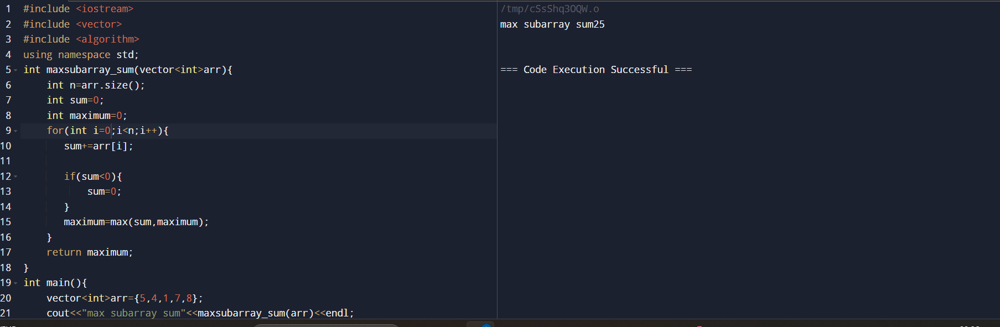 1 #include <iostream>
2 #include <vector>
3 #include <algorithm>
4 using namespace std;
5 int maxsubarray_sum(vector<int>arr){
6     int n=arr.size();
7     int sum=0;
8     int maximum=0;
9     for(int i=0;i<n;i++){
10        sum+=arr[i];
11
12        if(sum<0){
13            sum=0;
14        }
15        maximum=max(sum,maximum);
16    }
17    return maximum;
18 }
19 int main(){
20     vector<int>arr={5,4,1,7,8};
21     cout<<"max subarray sum"<<maxsubarray_sum(arr)<<endl;
/tmp/cSsShq3OQW.o
max subarray sum25
=== Code Execution Successful ===